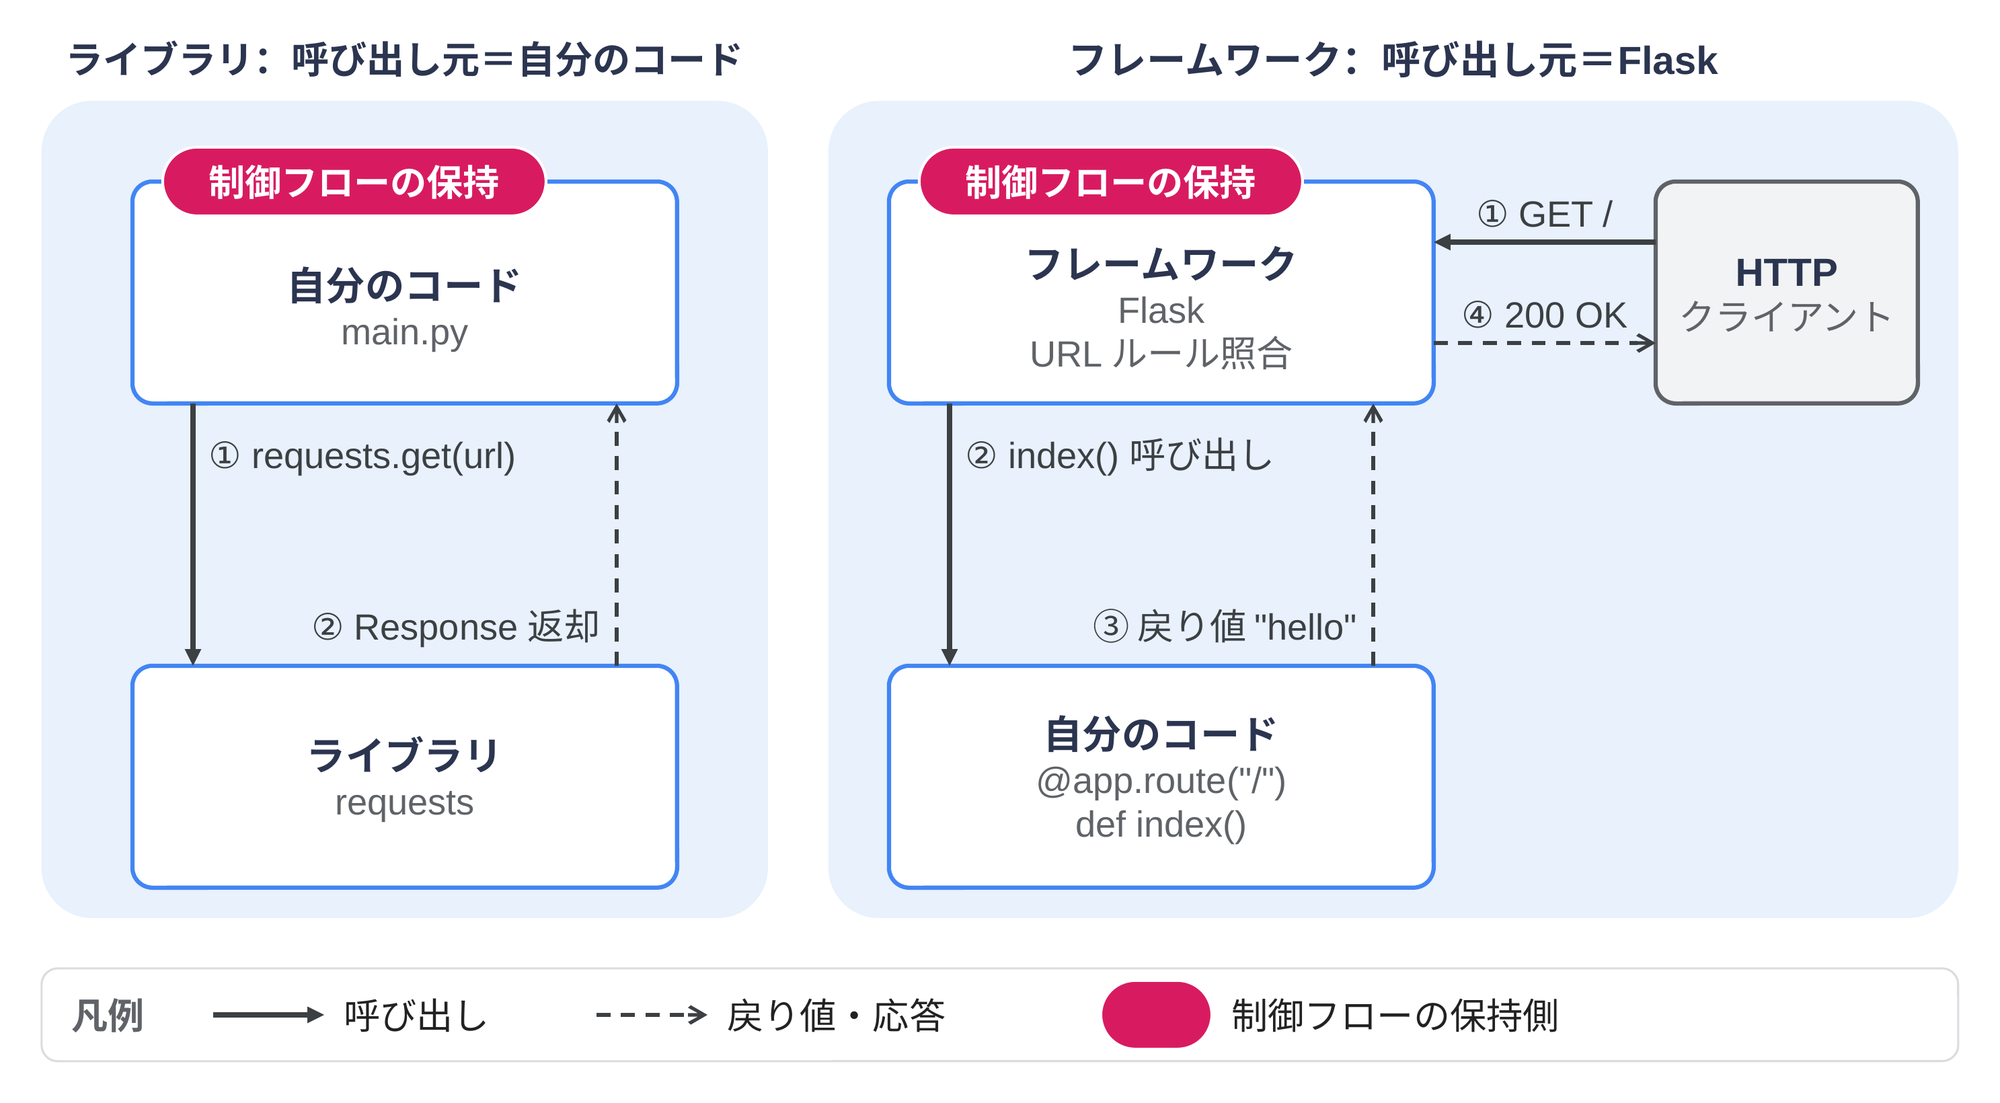 ライブラリ：呼び出し元＝自分のコード
制御フローの保持
自分のコード
main.py
① requests.get(url)
② Response 返却
ライブラリ
requests
フレームワーク：呼び出し元＝Flask
制御フローの保持
フレームワーク
Flask
URL ルール照合
① GET /
④ 200 OK
HTTP
クライアント
② index() 呼び出し
③ 戻り値 "hello"
自分のコード
@app.route("/")
def index()
凡例
呼び出し
戻り値・応答
制御フローの保持側